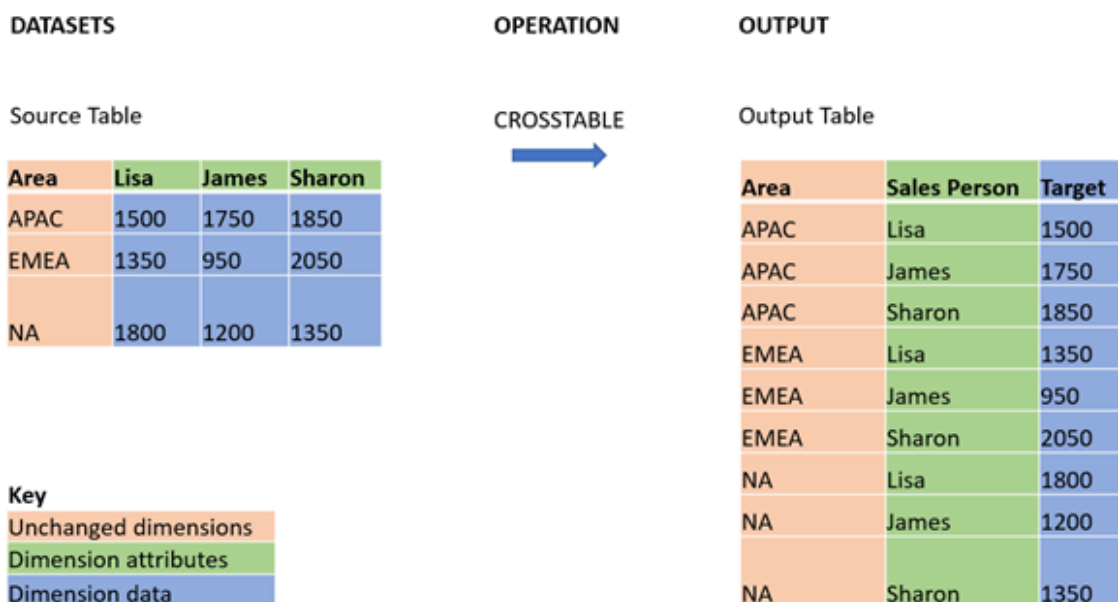 DATASETS OPERATION OUTPUT
Source Table CROSSTABLE Output Table
Area Lisa James Sharon
APAC 1500 1750 1850
EMEA 1350 950 2050
NA 1800 1200 1350
Key
Unchanged dimensions
Dimension attributes
Dimension data
Area Sales Person Target
APAC Lisa 1500
APAC James 1750
APAC Sharon 1850
EMEA Lisa 1350
EMEA James 950
EMEA Sharon 2050
NA Lisa 1800
NA James 1200
NA Sharon 1350